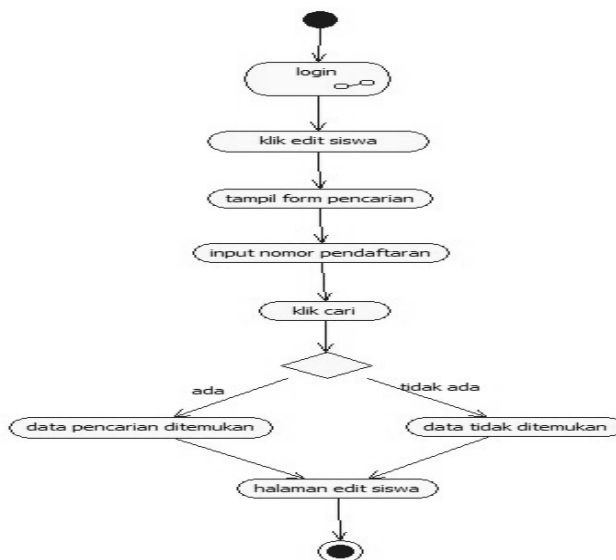 login
klik edit siswa
tampil form pencarian
input nomor pendaftaran
klik cari
ada
tidak ada
data pencarian ditemukan
data tidak ditemukan
halaman edit siswa